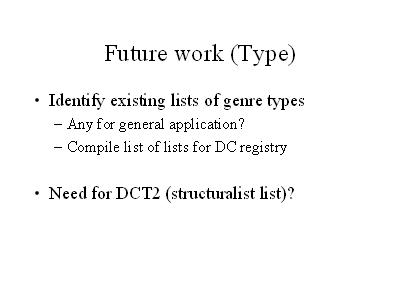 Future work (Type)
• Identify existing lists of genre types
– Any for general application?
– Compile list of lists for DC registry
• Need for DCT2 (structuralist list)?